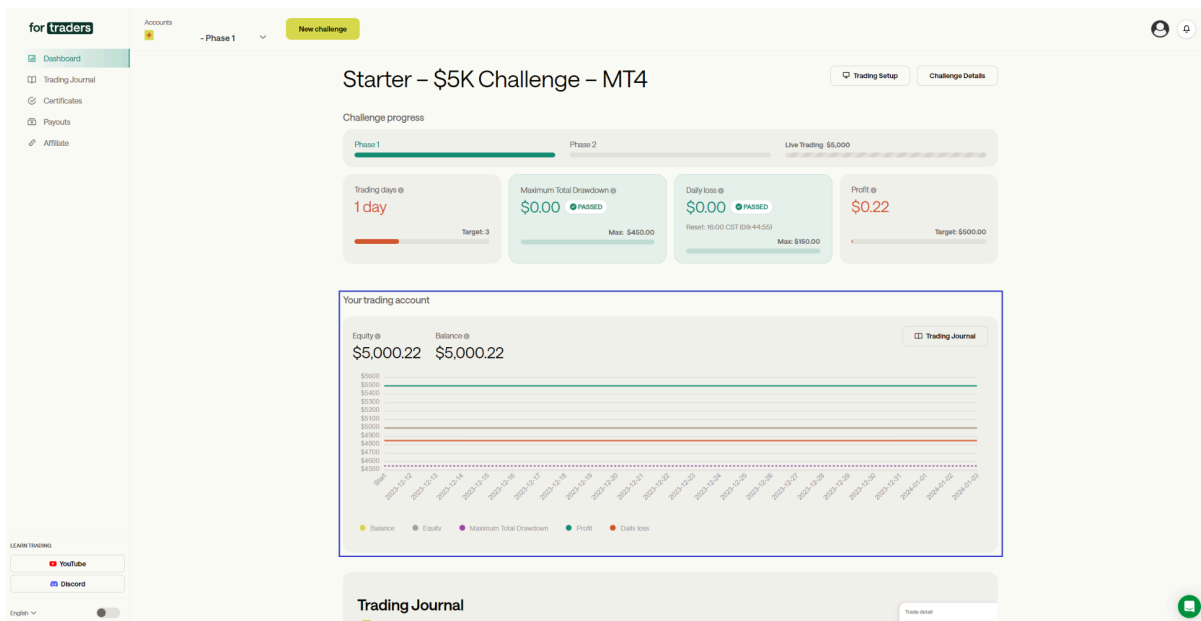 for traders
Accounts
- Phase 1
New challenge
Dashboard
Trading Journal
Certificates
Payouts
Affiliate
Starter – $5K Challenge – MT4
Trading Setup
Challenge Details
Challenge progress
Phase 1
Phase 2
Live Trading $5,000
Trading days
1 day
Target: 3
Maximum Total Drawdown
$0.00 PASSED
Max: $450.00
Daily loss
$0.00 PASSED
Reset: 16:00 CST (09:44:55)
Max: $150.00
Profit
$0.22
Target: $500.00
Your trading account
Equity
$5,000.22
Balance
$5,000.22
Trading Journal
$5600
$5500
$5400
$5300
$5200
$5100
$5000
$4900
$4800
$4700
$4600
$4500
Start
2023-12-12
2023-12-13
2023-12-14
2023-12-15
2023-12-16
2023-12-17
2023-12-18
2023-12-19
2023-12-20
2023-12-21
2023-12-22
2023-12-23
2023-12-24
2023-12-25
2023-12-26
2023-12-27
2023-12-28
2023-12-29
2023-12-30
2023-12-31
2024-01-01
2024-01-02
2024-01-03
Balance
Equity
Maximum Total Drawdown
Profit
Daily loss
Trading Journal
Trade detail
LEARN TRADING
YouTube
Discord
English